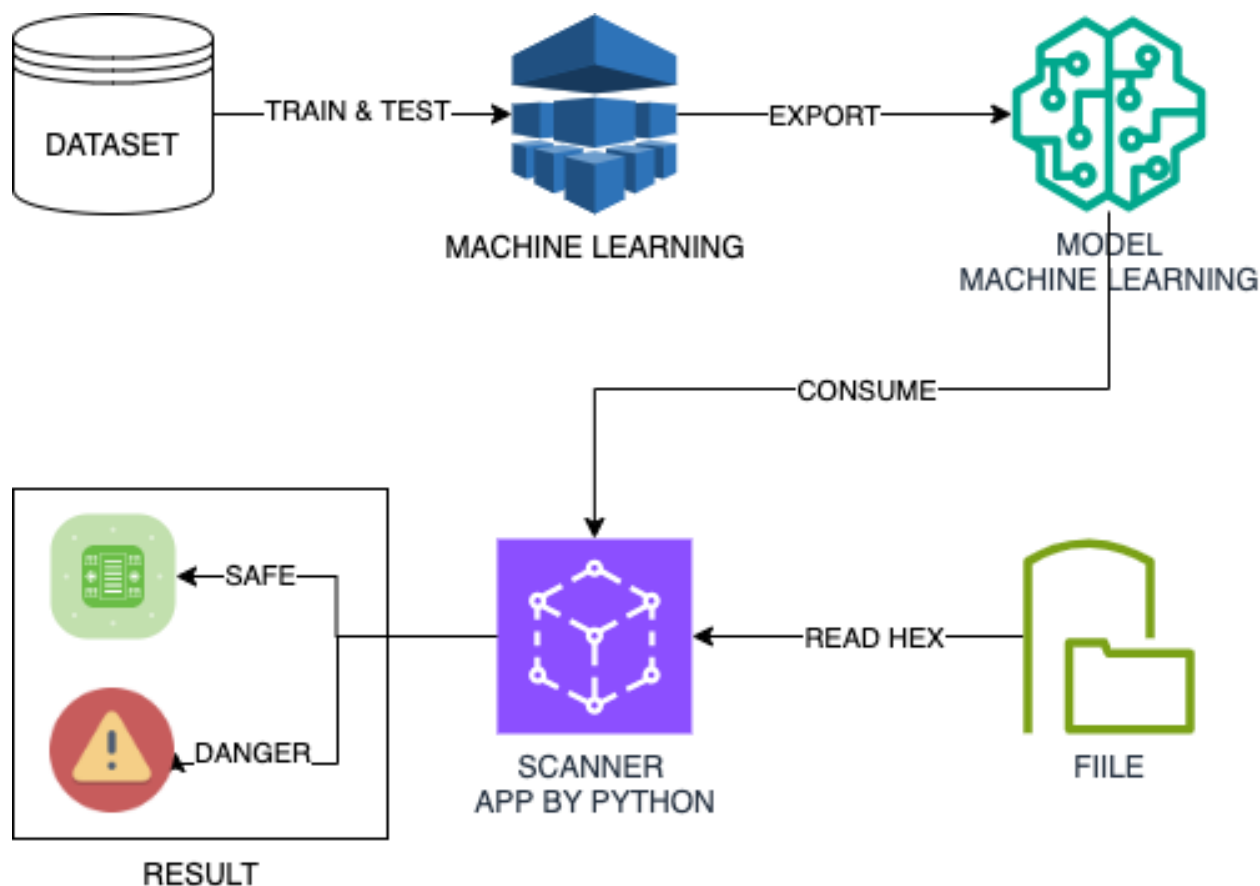 DATASET
TRAIN & TEST
EXPORT
MACHINE LEARNING
MODEL
MACHINE LEARNING
CONSUME
SAFE
READ HEX
DANGER
SCANNER
APP BY PYTHON
FIILE
RESULT